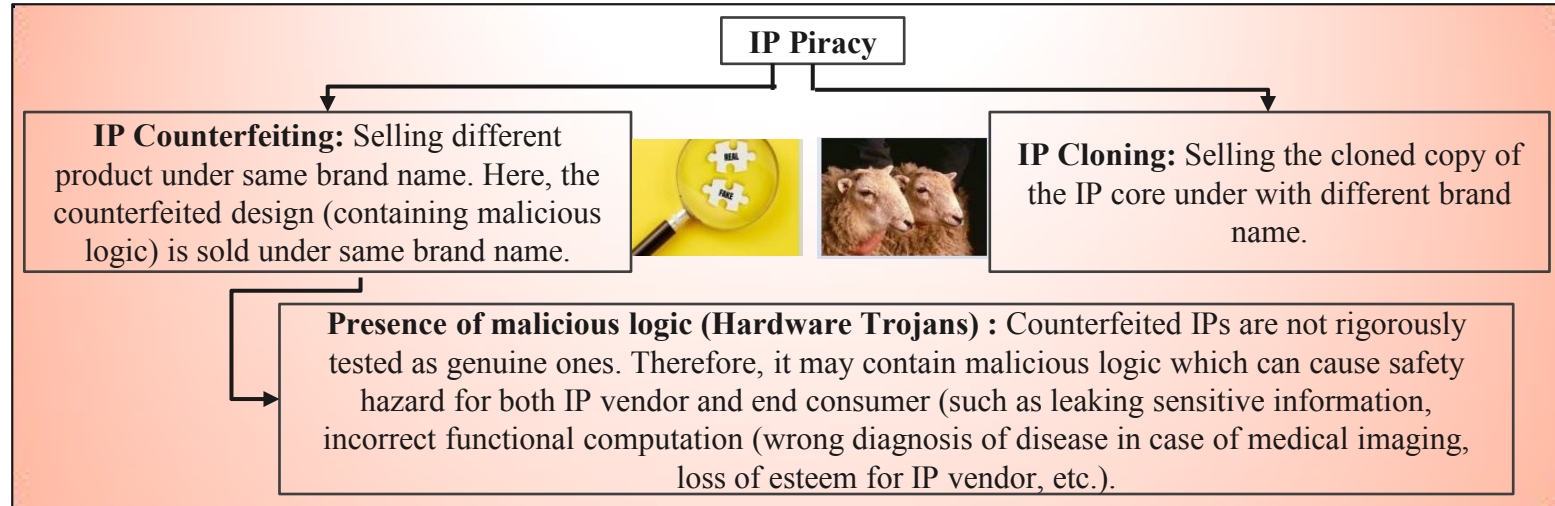 IP Piracy
IP Counterfeiting: Selling different
product under same brand name. Here, the
counterfeited design (containing malicious
logic) is sold under same brand name.
REAL
FAKE
IP Cloning: Selling the cloned copy of
the IP core under with different brand
name.
Presence of malicious logic (Hardware Trojans) : Counterfeited IPs are not rigorously
tested as genuine ones. Therefore, it may contain malicious logic which can cause safety
hazard for both IP vendor and end consumer (such as leaking sensitive information,
incorrect functional computation (wrong diagnosis of disease in case of medical imaging,
loss of esteem for IP vendor, etc.).